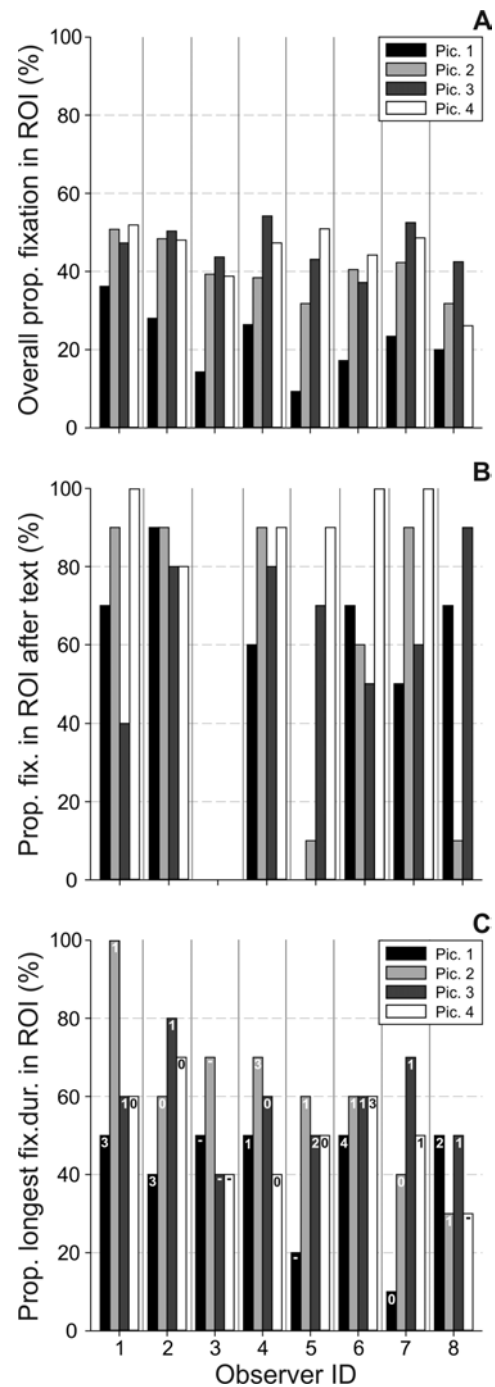 A
Overall prop. fixation in ROI (%)
100
80
60
40
20
0
Pic. 1
Pic. 2
Pic. 3
Pic. 4
B
Prop. fix. in ROI after text (%)
100
80
60
40
20
0
C
Prop. longest fix.dur. in ROI (%)
100
80
60
40
20
0
Pic. 1
Pic. 2
Pic. 3
Pic. 4
3 1 1 0
3 0 1 0
- - - -
1 3 0 0
- 1 2 0
4 1 1 3
0 0 1 1
2 1 1 -
1 2 3 4 5 6 7 8
Observer ID